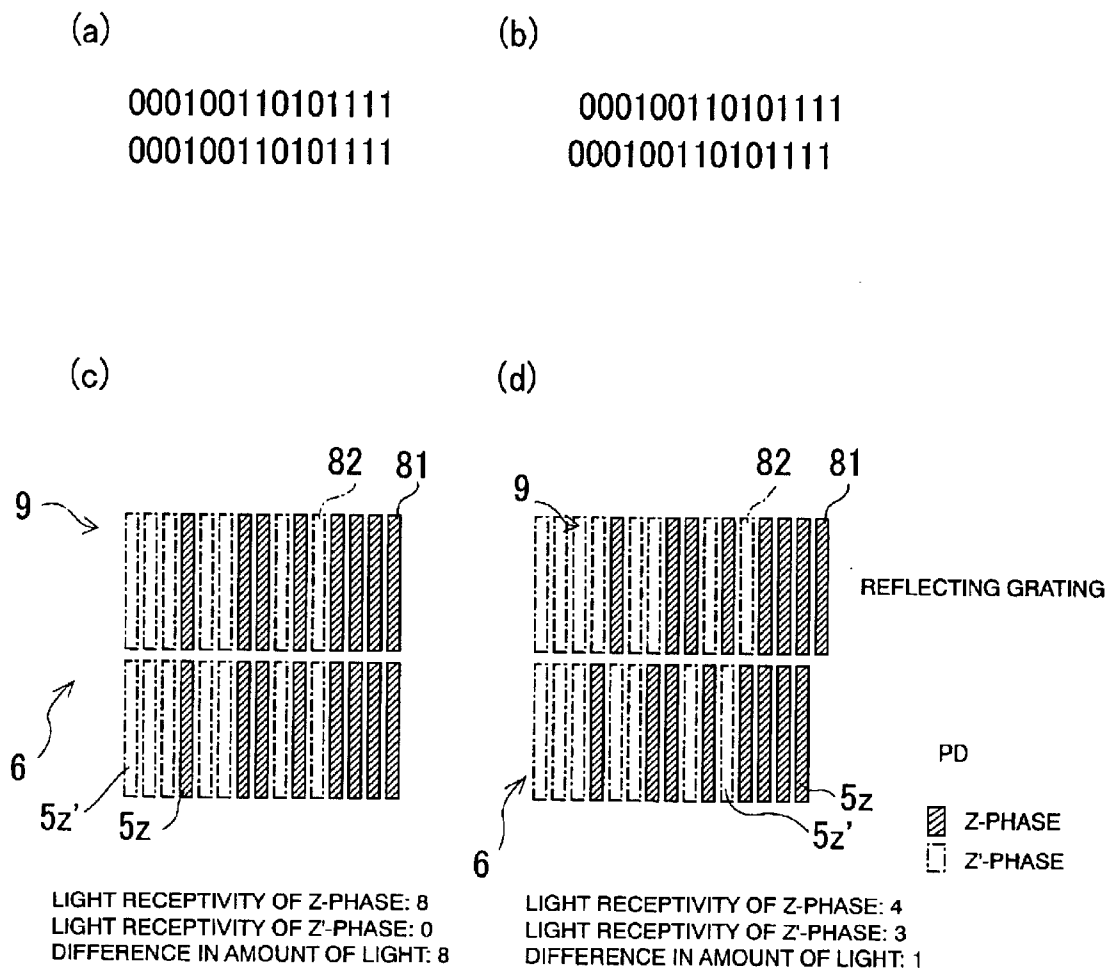 (a)
000100110101111
000100110101111
(b)
000100110101111
000100110101111
(c)
82
81
9
6
5z'
5z
LIGHT RECEPTIVITY OF Z-PHASE: 8
LIGHT RECEPTIVITY OF Z'-PHASE: 0
DIFFERENCE IN AMOUNT OF LIGHT: 8
(d)
82
81
9
REFLECTING GRATING
6
5z
5z'
PD
Z-PHASE
Z'-PHASE
LIGHT RECEPTIVITY OF Z-PHASE: 4
LIGHT RECEPTIVITY OF Z'-PHASE: 3
DIFFERENCE IN AMOUNT OF LIGHT: 1